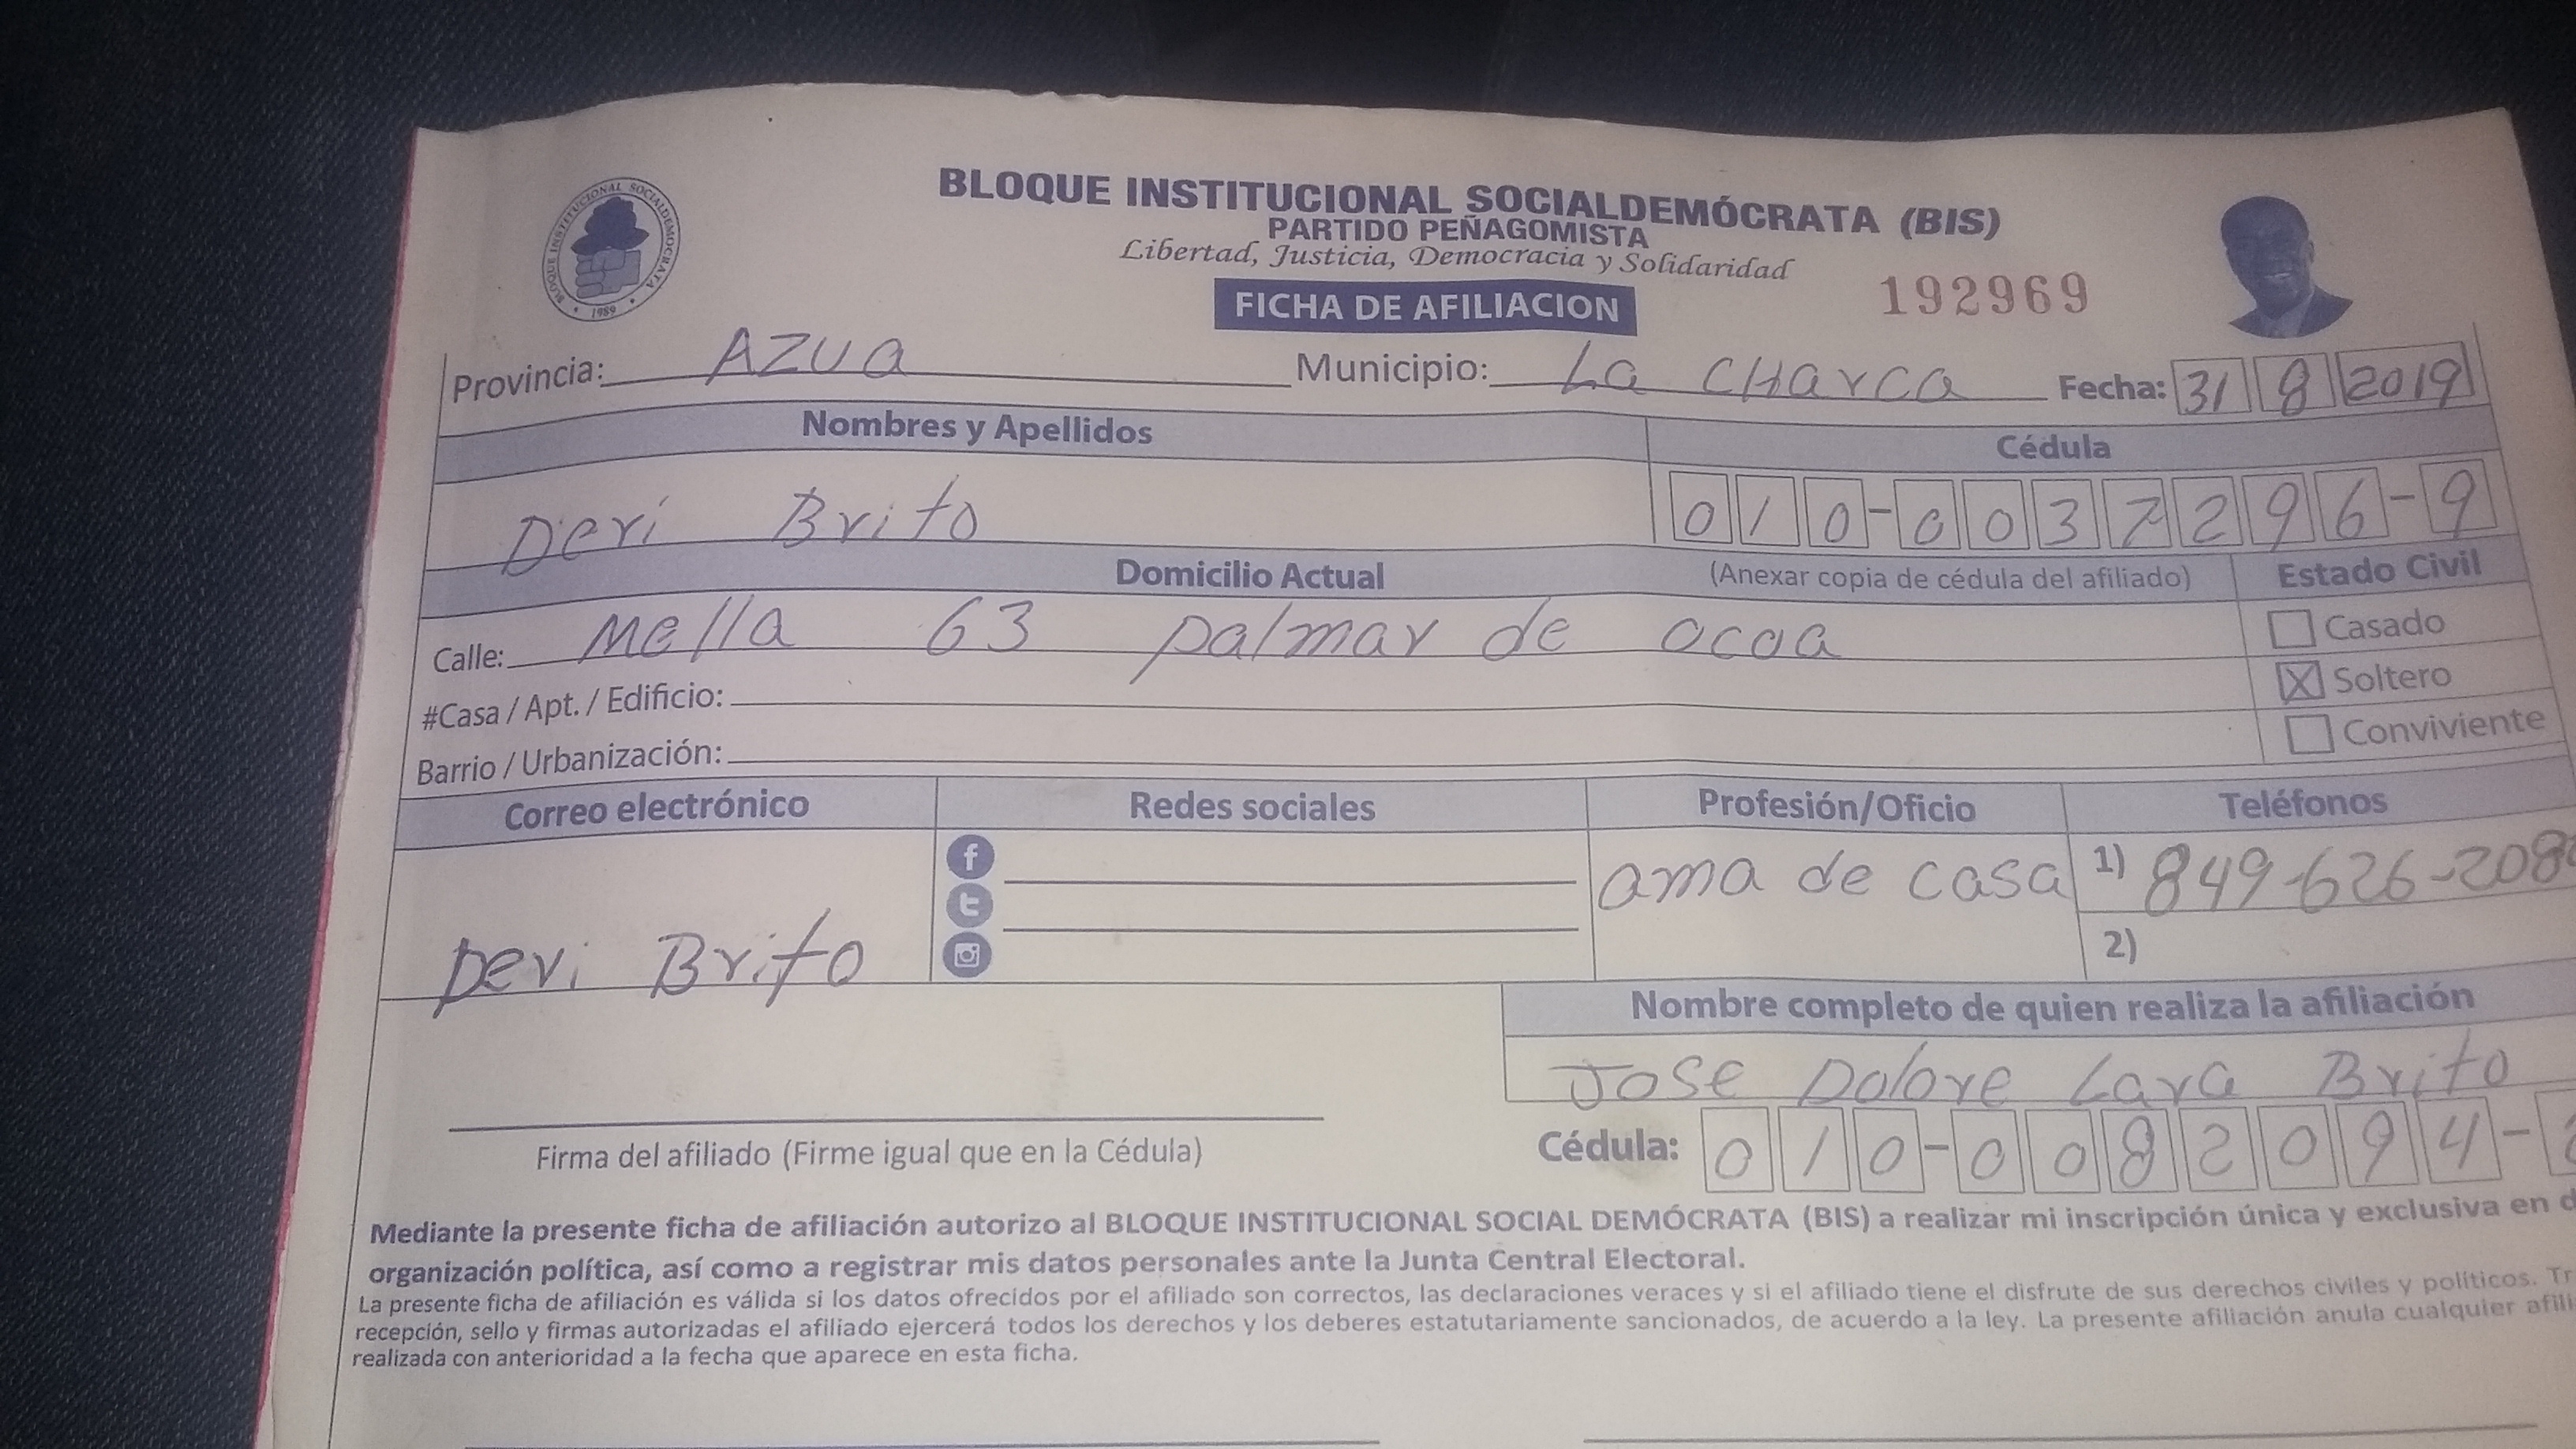 BLOQUE INSTITUCIONAL SOCIALDEMÓCRATA (BIS)
PARTIDO PEÑAGOMISTA
Libertad, Justicia, Democracia y Solidaridad
BLOQUE INSTITUCIONAL SOCIALDEMOCRATA
1989
FICHA DE AFILIACION
192969
Provincia: AZUA Municipio: La CHarca Fecha: 31 8 2019
Nombres y Apellidos Cédula
Deri Brito 010-0037296-9
Domicilio Actual (Anexar copia de cédula del afiliado) Estado Civil
Calle: Mella 63 palmar de ocoa
Casado
#Casa / Apt. / Edificio:
X Soltero
Barrio / Urbanización:
Conviviente
Correo electrónico Redes sociales Profesión/Oficio Teléfonos
ama de casa 1) 849-626-208
Devi Brito
2)
Nombre completo de quien realiza la afiliación
Jose Dolore Lara Brito
Cédula: 010-0082094-
Firma del afiliado (Firme igual que en la Cédula)
Mediante la presente ficha de afiliación autorizo al BLOQUE INSTITUCIONAL SOCIAL DEMÓCRATA (BIS) a realizar mi inscripción única y exclusiva en d
organización política, así como a registrar mis datos personales ante la Junta Central Electoral.
La presente ficha de afiliación es válida si los datos ofrecidos por el afiliado son correctos, las declaraciones veraces y si el afiliado tiene el disfrute de sus derechos civiles y políticos. Tr
recepción, sello y firmas autorizadas el afiliado ejercerá todos los derechos y los deberes estatutariamente sancionados, de acuerdo a la ley. La presente afiliación anula cualquier afili
realizada con anterioridad a la fecha que aparece en esta ficha.